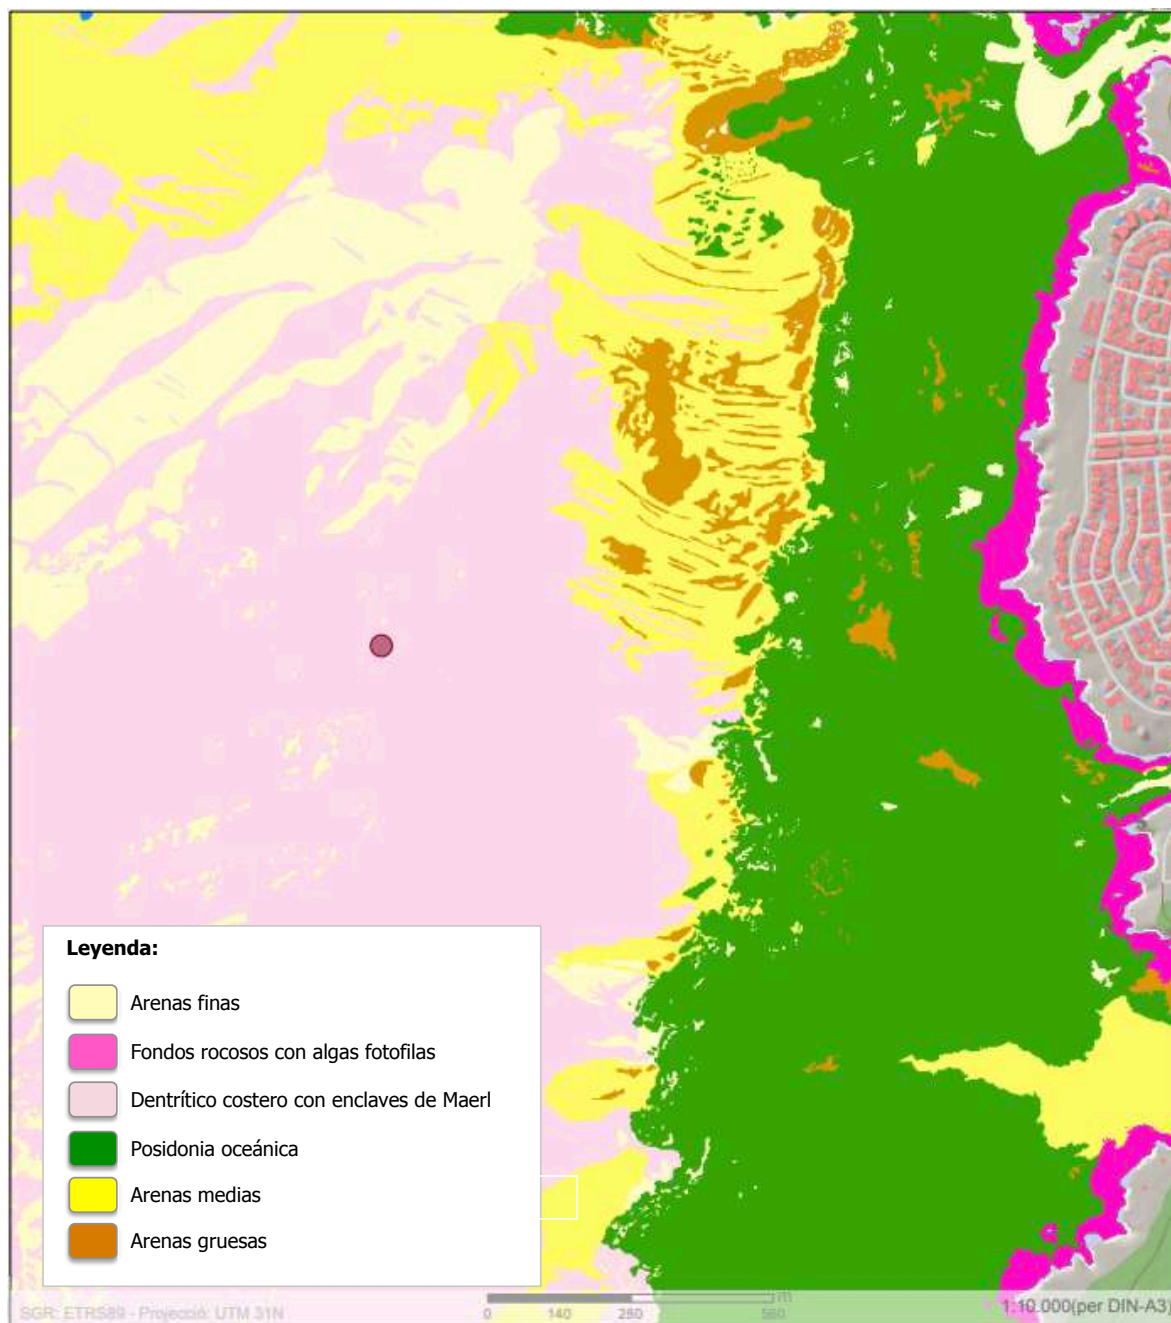 Leyenda:
Arenas finas
Fondos rocosos con algas fotofilas
Dentrítico costero con enclaves de Maerl
Posidonia oceánica
Arenas medias
Arenas gruesas
SGR: ETRS89 - Projecció: UTM 31N
m
0 140 280 560
1:10.000(per DIN-A3)